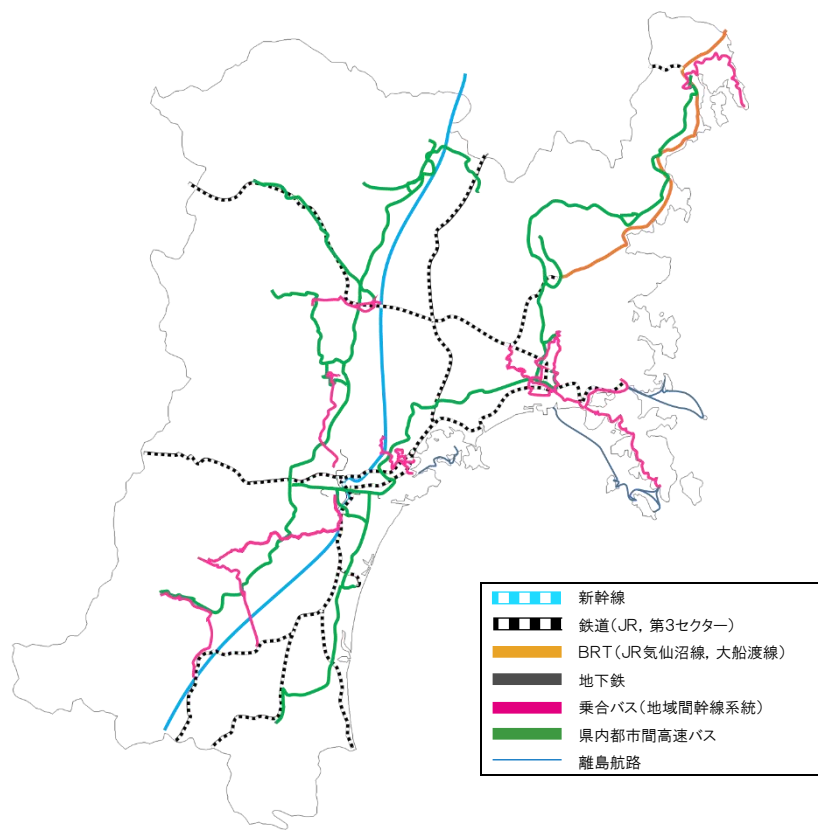 新幹線
鉄道(JR, 第3セクター)
BRT(JR気仙沼線, 大船渡線)
地下鉄
乗合バス(地域間幹線系統)
県内都市間高速バス
離島航路